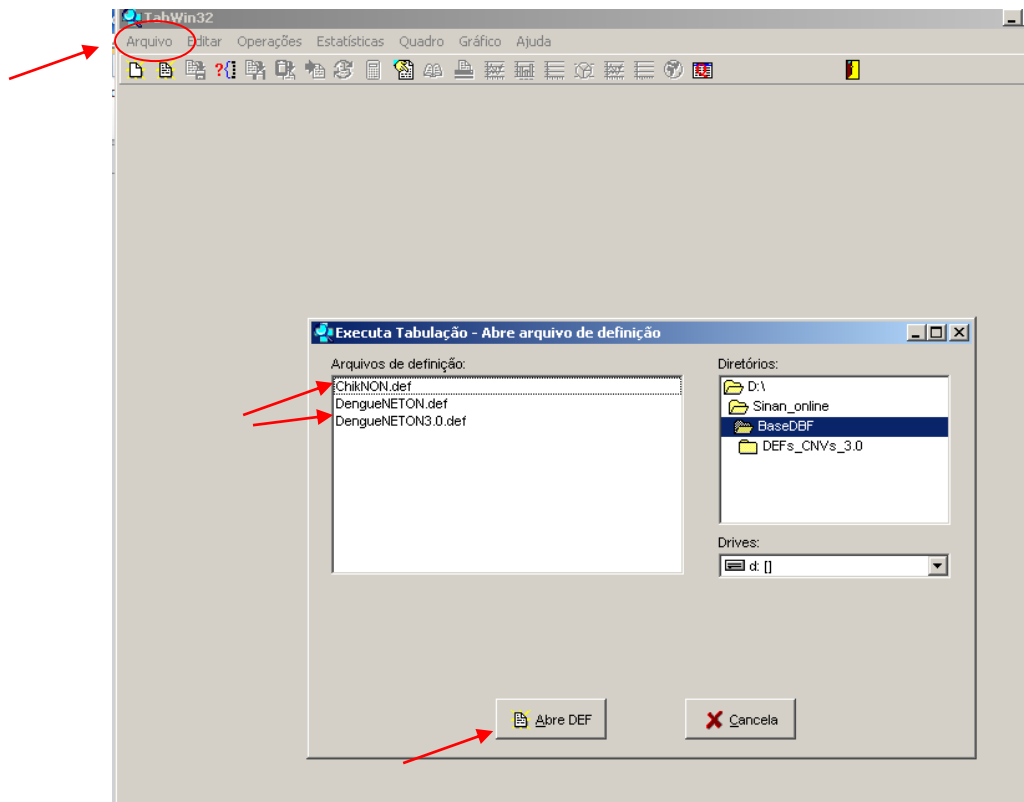 TabWin32
Arquivo Editar Operações Estatísticas Quadro Gráfico Ajuda
?{
Executa Tabulação - Abre arquivo de definição
Arquivos de definição:
ChikNON.def
DengueNETON.def
DengueNETON3.0.def
Diretórios:
D:\
Sinan_online
BaseDBF
DEFs_CNVs_3.0
Drives:
d: []
Abre DEF
Cancela